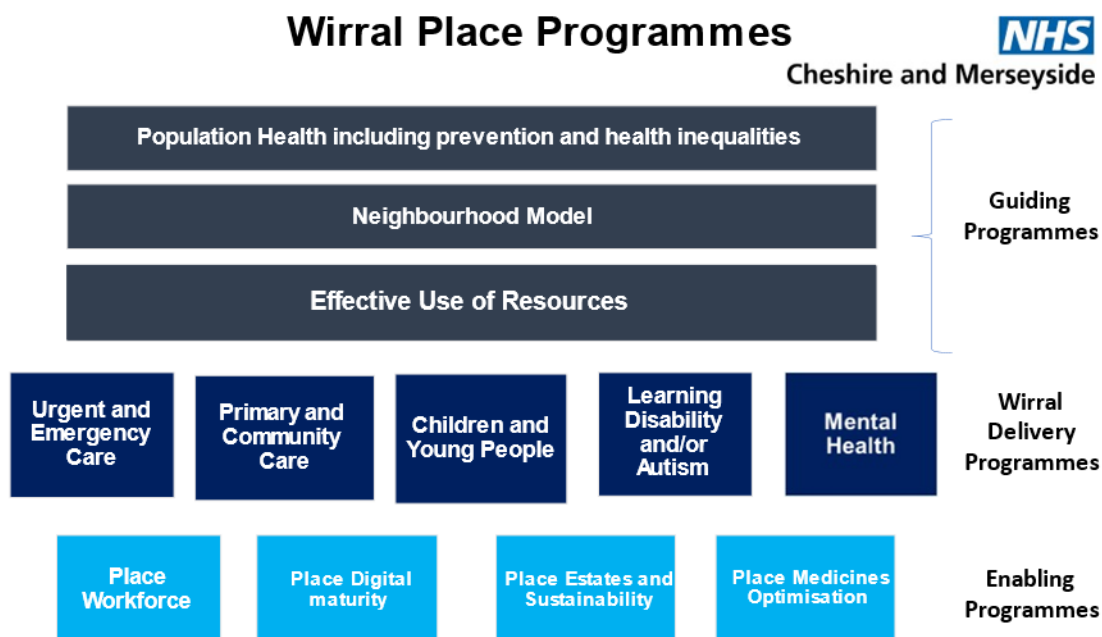 Wirral Place Programmes
NHS
Cheshire and Merseyside
Population Health including prevention and health inequalities
Neighbourhood Model
Effective Use of Resources
Guiding
Programmes
Urgent and
Emergency
Care
Primary and
Community
Care
Children and
Young People
Learning
Disability
and/or
Autism
Mental
Health
Wirral
Delivery
Programmes
Place
Workforce
Place Digital
maturity
Place Estates and
Sustainability
Place Medicines
Optimisation
Enabling
Programmes